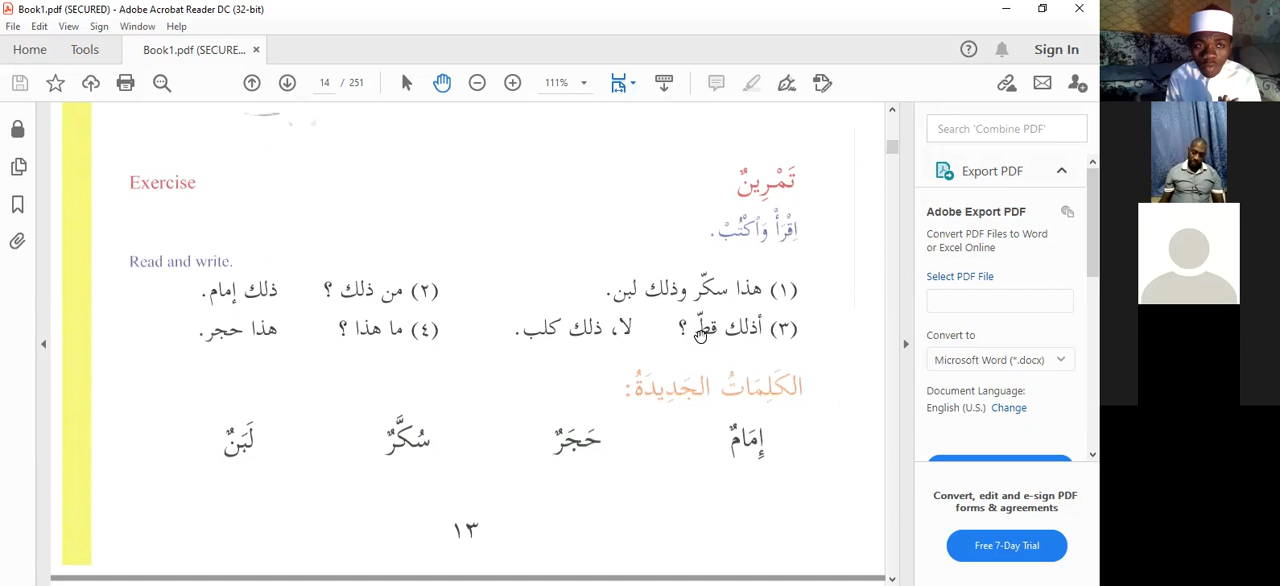 Book1.pdf (SECURED) - Adobe Acrobat Reader DC (32-bit)
File Edit View Sign Window Help
Home Tools Book1.pdf (SECURE... × Sign In
14 / 251 111%
Exercise تَمْرِينٌ
اِقْرَأْ وَاَكْتُبْ.
Read and write.
(١) هذا سكّر وذلك لبن. (٢) من ذلك ؟ ذلك إمام.
(٣) أذلك قطّ ؟ لا، ذلك كلب. (٤) ما هذا ؟ هذا حجر.
الكَلِمَاتُ الجَدِيدَةُ:
إِمَامٌ حَجَرٌ سُكَّرٌ لَبَنٌ
١٣
Search 'Combine PDF'
Export PDF
Adobe Export PDF
Convert PDF Files to Word
or Excel Online
Select PDF File
Convert to
Microsoft Word (*.docx)
Document Language:
English (U.S.) Change
Convert, edit and e-sign PDF
forms & agreements
Free 7-Day Trial